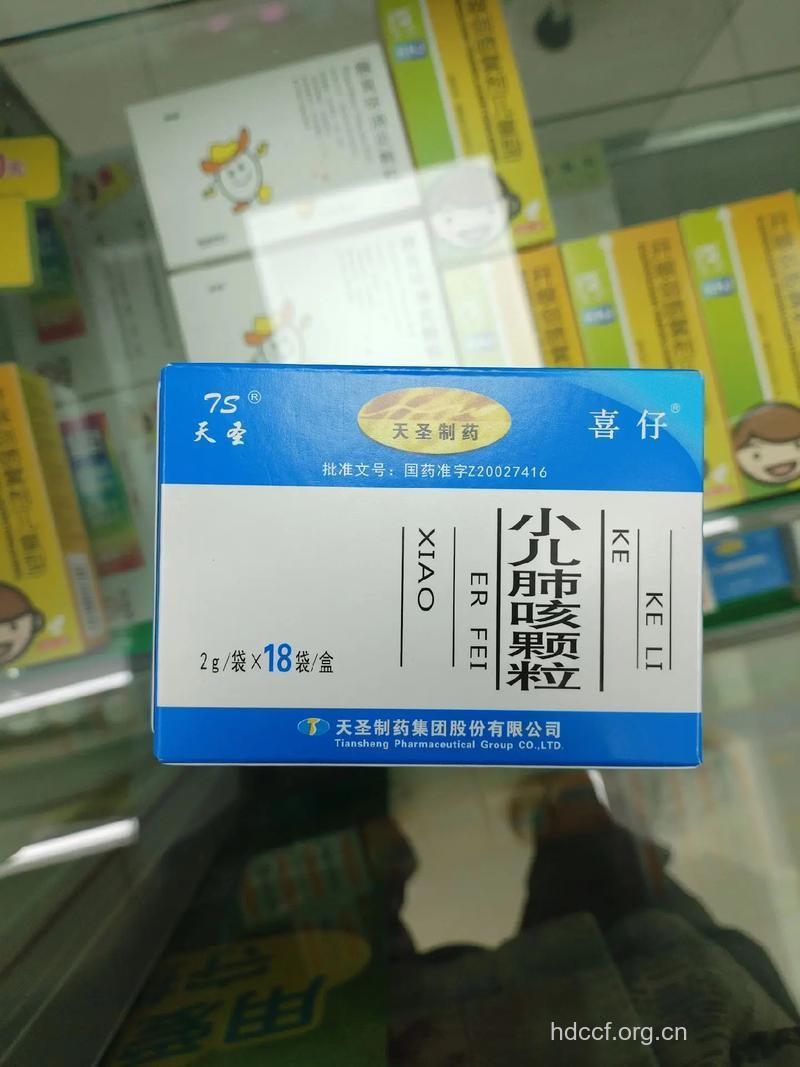 TS®
天圣
天圣制药
喜仔®
批准文号：国药准字Z20027416
小儿肺咳颗粒
XIAO
ER FEI
KE
KE LI
2g/袋×18袋/盒
天圣制药集团股份有限公司
Tiansheng Pharmaceutical Group CO.,LTD.
hdccf.org.cn